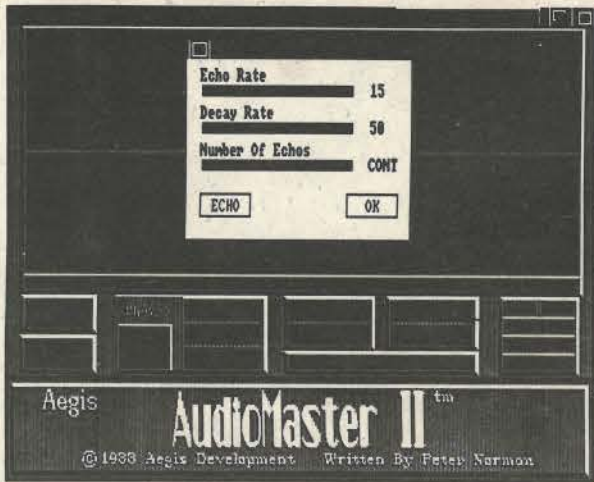 Echo Rate
15
Decay Rate
50
Number Of Echos
CONT
ECHO
OK
Aegis
AudioMaster II tm
©1988 Aegis Development Written By Peter Norman